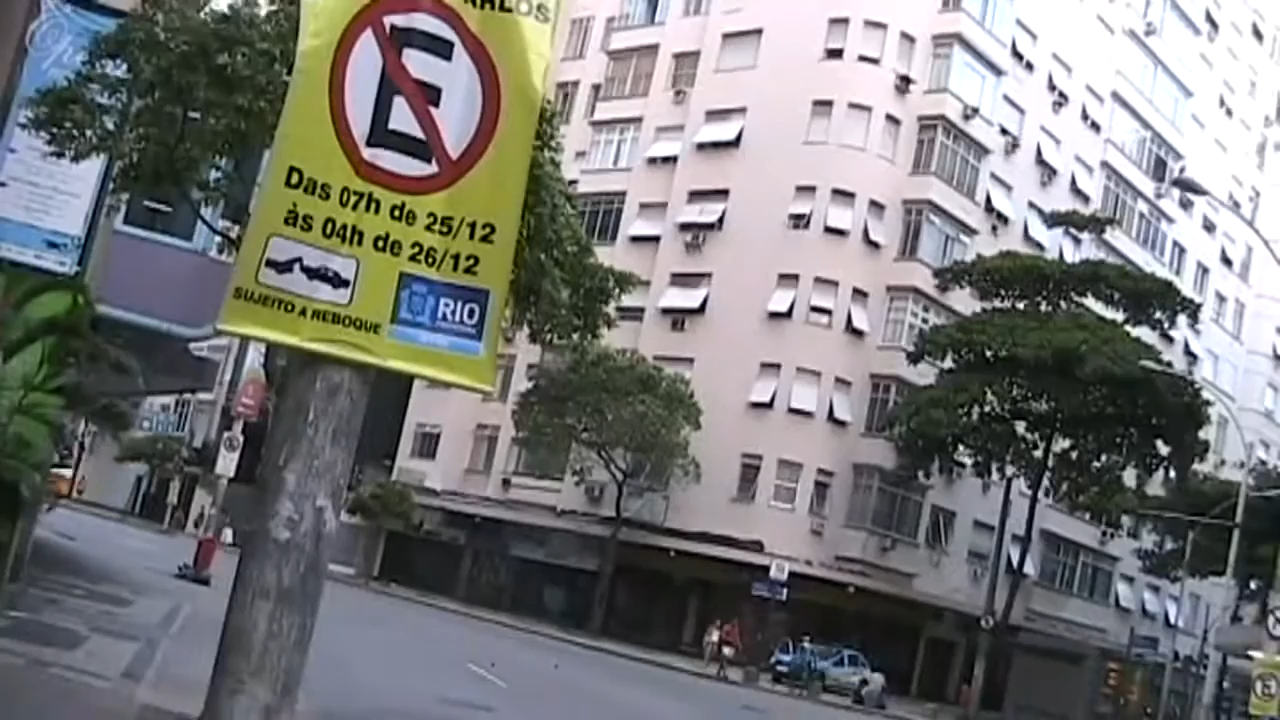 E
Das 07h de 25/12
às 04h de 26/12
SUJEITO A REBOQUE
RIO